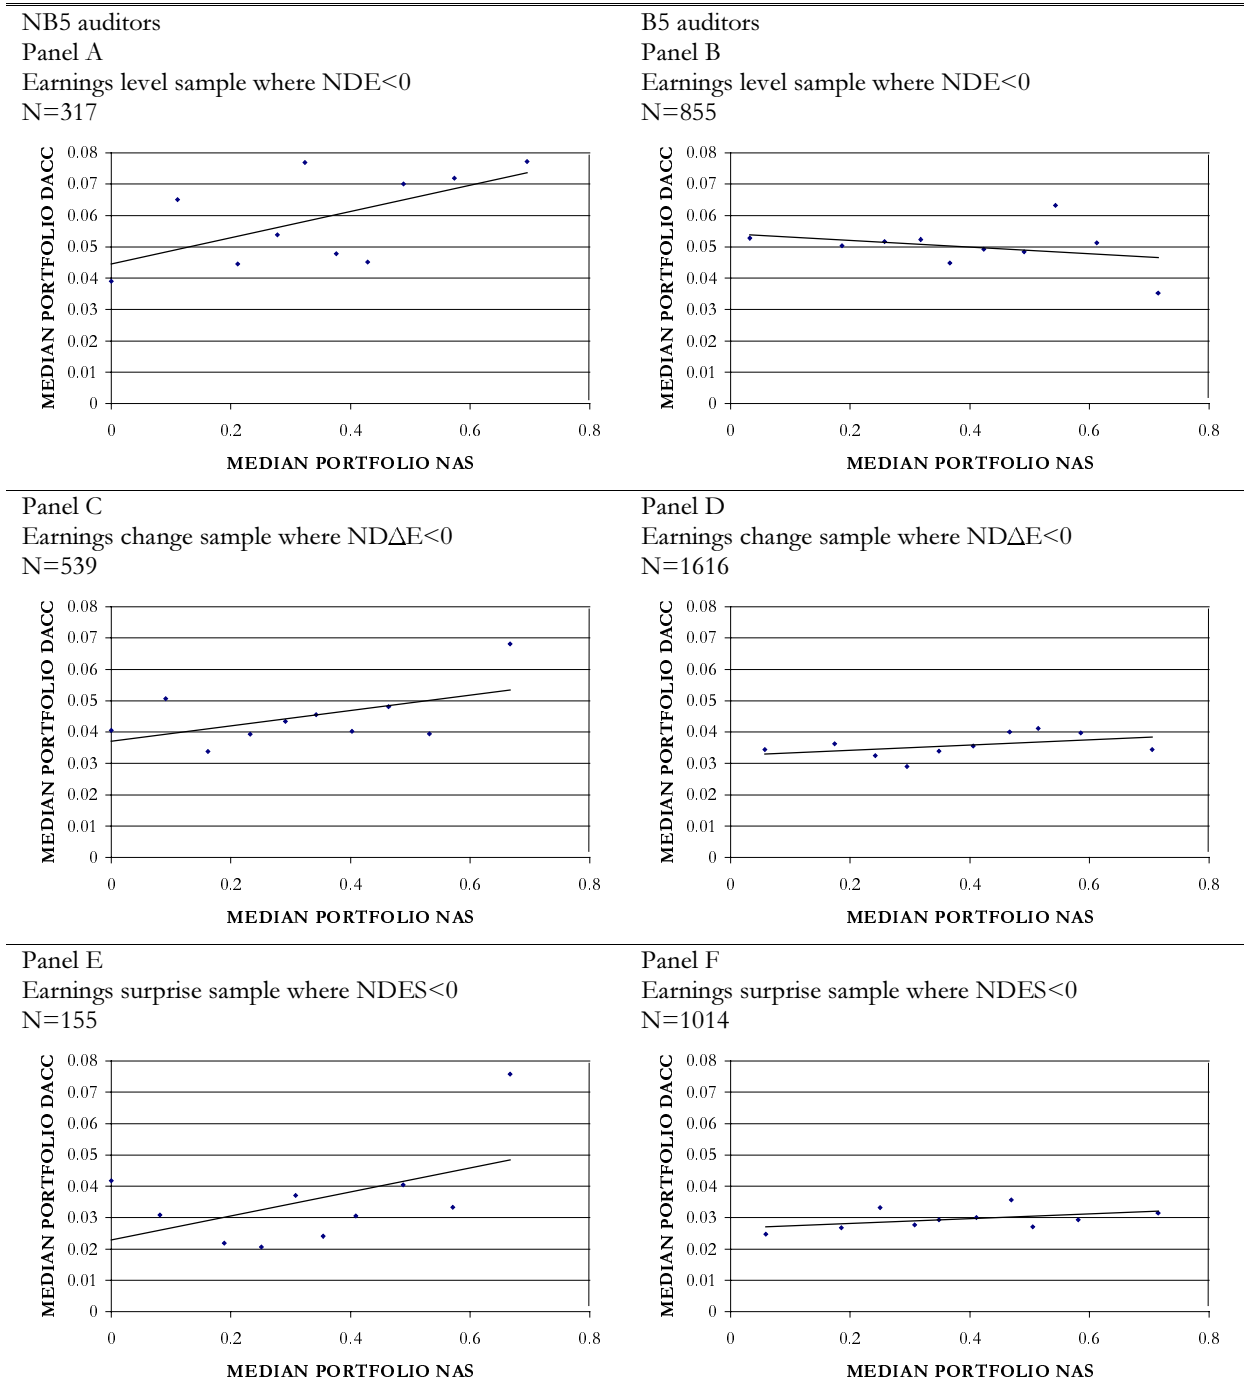 NB5 auditors
Panel A
Earnings level sample where NDE<0
N=317
MEDIAN PORTFOLIO DACC
0.08
0.07
0.06
0.05
0.04
0.03
0.02
0.01
0
0 0.2 0.4 0.6 0.8
MEDIAN PORTFOLIO NAS
B5 auditors
Panel B
Earnings level sample where NDE<0
N=855
MEDIAN PORTFOLIO DACC
0.08
0.07
0.06
0.05
0.04
0.03
0.02
0.01
0
0 0.2 0.4 0.6 0.8
MEDIAN PORTFOLIO NAS
Panel C
Earnings change sample where NDΔE<0
N=539
MEDIAN PORTFOLIO DACC
0.08
0.07
0.06
0.05
0.04
0.03
0.02
0.01
0
0 0.2 0.4 0.6 0.8
MEDIAN PORTFOLIO NAS
Panel D
Earnings change sample where NDΔE<0
N=1616
MEDIAN PORTFOLIO DACC
0.08
0.07
0.06
0.05
0.04
0.03
0.02
0.01
0
0 0.2 0.4 0.6 0.8
MEDIAN PORTFOLIO NAS
Panel E
Earnings surprise sample where NDES<0
N=155
MEDIAN PORTFOLIO DACC
0.08
0.07
0.06
0.05
0.04
0.03
0.02
0.01
0
0 0.2 0.4 0.6 0.8
MEDIAN PORTFOLIO NAS
Panel F
Earnings surprise sample where NDES<0
N=1014
MEDIAN PORTFOLIO DACC
0.08
0.07
0.06
0.05
0.04
0.03
0.02
0.01
0
0 0.2 0.4 0.6 0.8
MEDIAN PORTFOLIO NAS